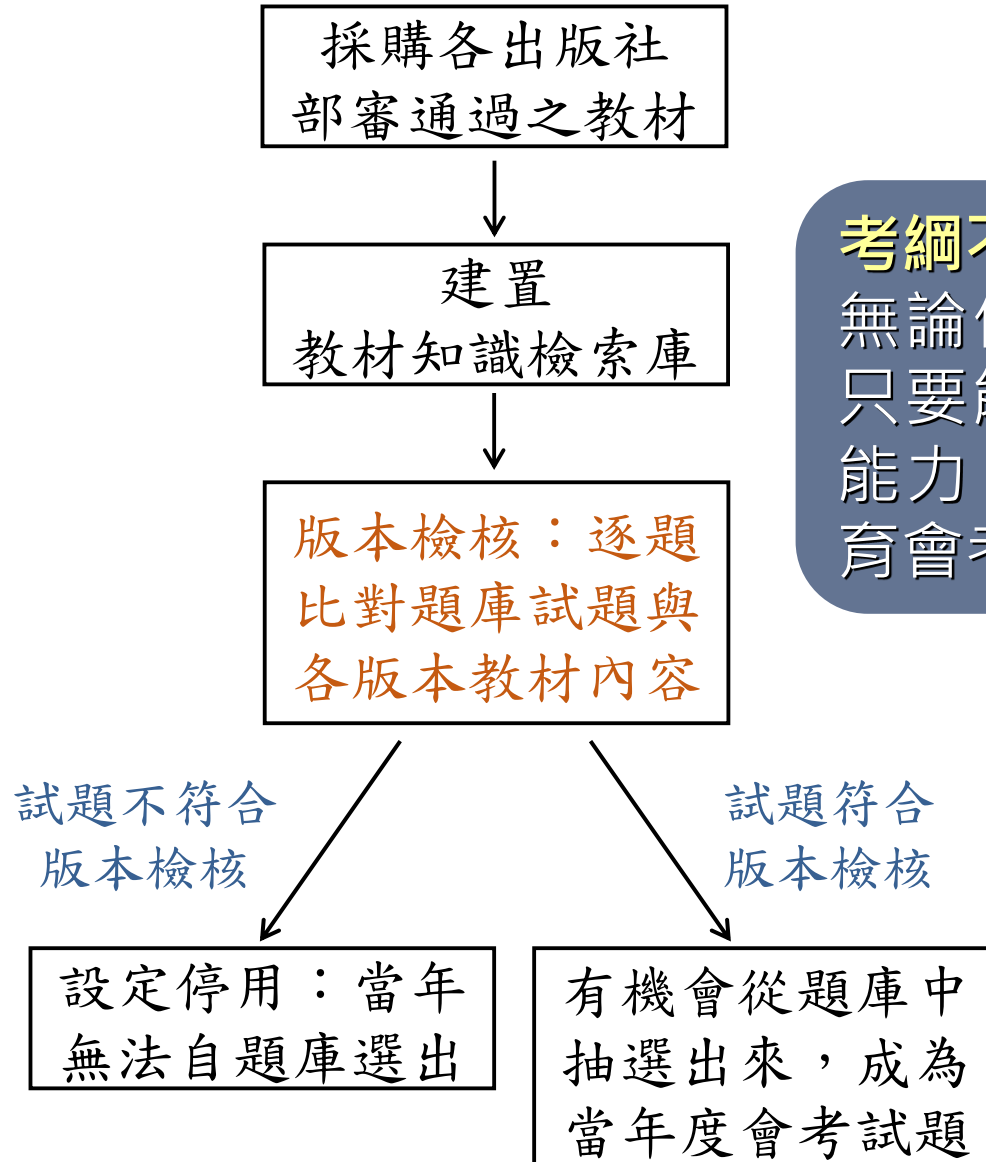 採購各出版社
部審通過之教材
建置
教材知識檢索庫
版本檢核：逐題
比對題庫試題與
各版本教材內容
試題不符合
版本檢核
試題符合
版本檢核
設定停用：當年
無法自題庫選出
有機會從題庫中
抽選出來，成為
當年度會考試題
考綱
無論
只要
能力
育會